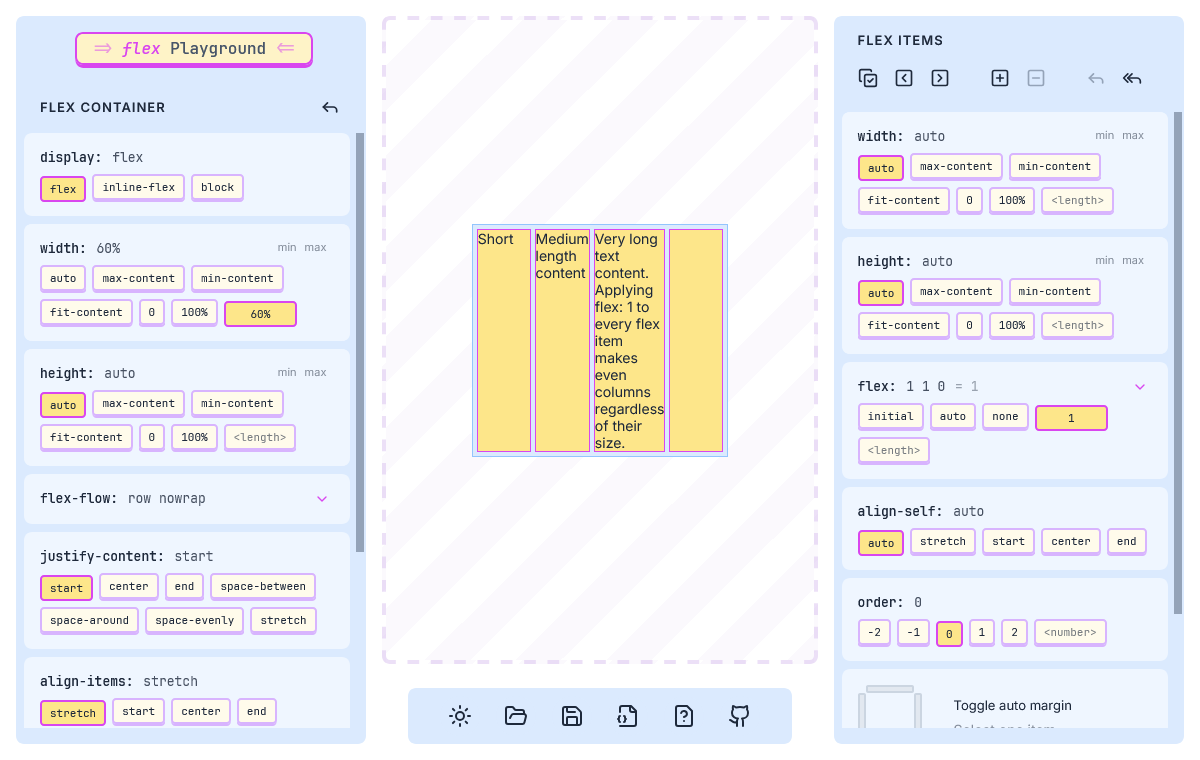 => flex Playground <=
FLEX CONTAINER
display: flex
flex inline-flex block
width: 60% min max
auto max-content min-content
fit-content 0 100% 60%
height: auto min max
auto max-content min-content
fit-content 0 100% <length>
flex-flow: row nowrap
justify-content: start
start center end space-between
space-around space-evenly stretch
align-items: stretch
stretch start center end
Short
Medium
length
content
Very long
text
content.
Applying
flex: 1 to
every flex
item
makes
even
columns
regardless
of their
size.
FLEX ITEMS
width: auto min max
auto max-content min-content
fit-content 0 100% <length>
height: auto min max
auto max-content min-content
fit-content 0 100% <length>
flex: 1 1 0 = 1
initial auto none 1
<length>
align-self: auto
auto stretch start center end
order: 0
-2 -1 0 1 2 <number>
Toggle auto margin
Select one item